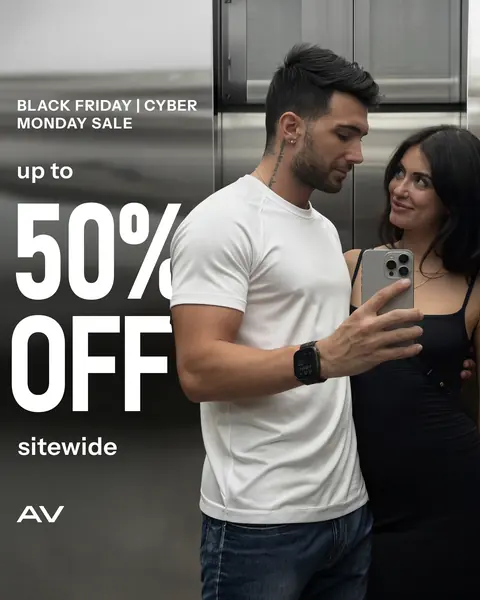 BLACK FRIDAY | CYBER
MONDAY SALE
up to
50%
OFF
sitewide
AV